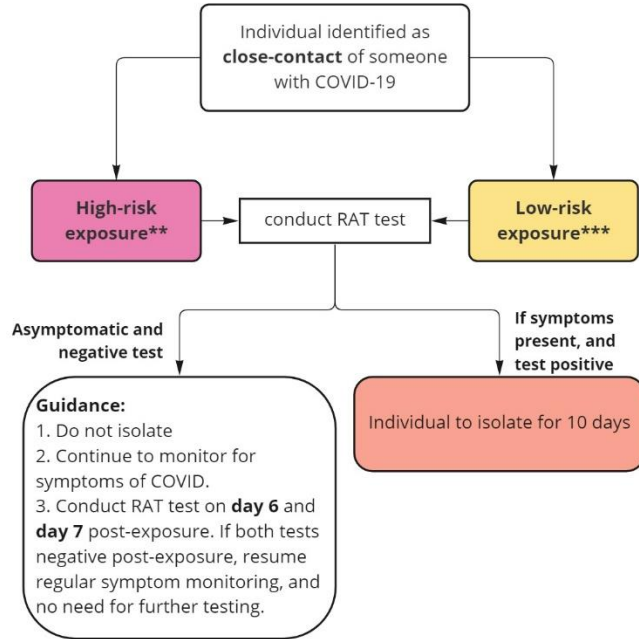 Individual identified as
close-contact of someone
with COVID-19
High-risk
exposure**
conduct RAT test
Low-risk
exposure***
Asymptomatic and
negative test
If symptoms
present, and
test positive
Guidance:
1. Do not isolate
2. Continue to monitor for
symptoms of COVID.
3. Conduct RAT test on day 6 and
day 7 post-exposure. If both tests
negative post-exposure, resume
regular symptom monitoring, and
no need for further testing.
Individual to isolate for 10 days